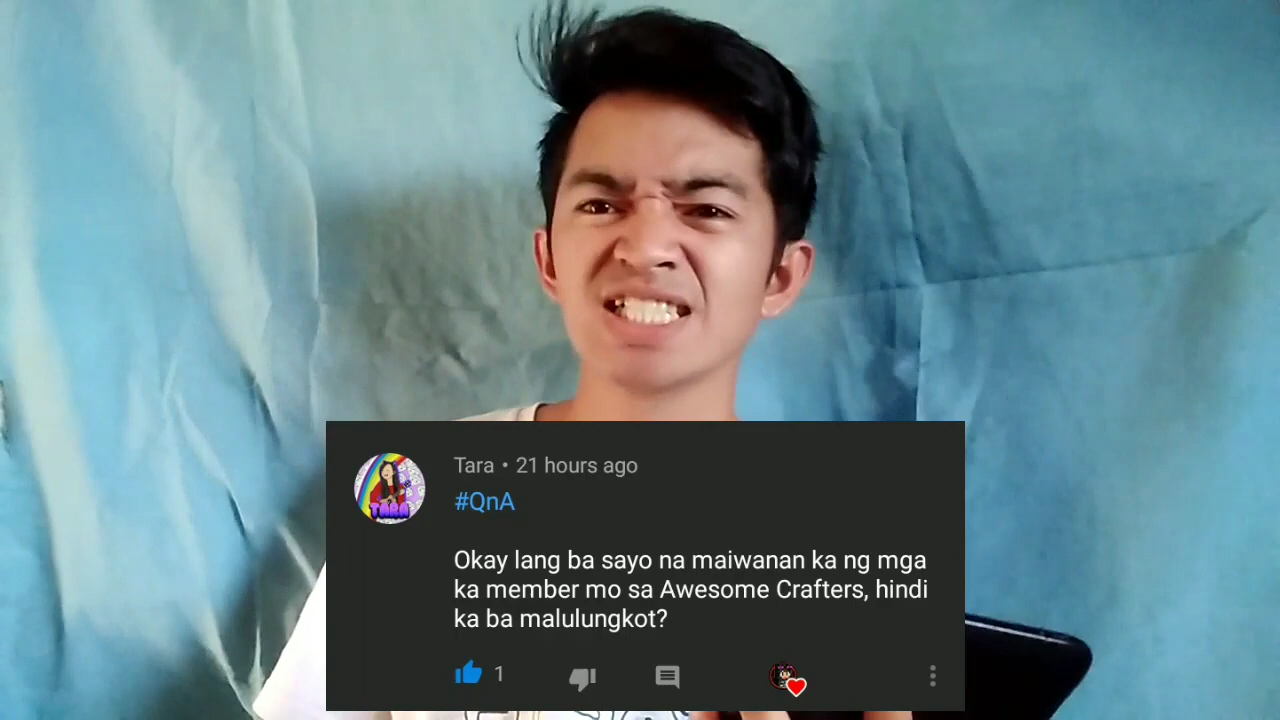 Tara • 21 hours ago
#QnA
Okay lang ba sayo na maiwanan ka ng mga
ka member mo sa Awesome Crafters, hindi
ka ba malulungkot?
1
TARA